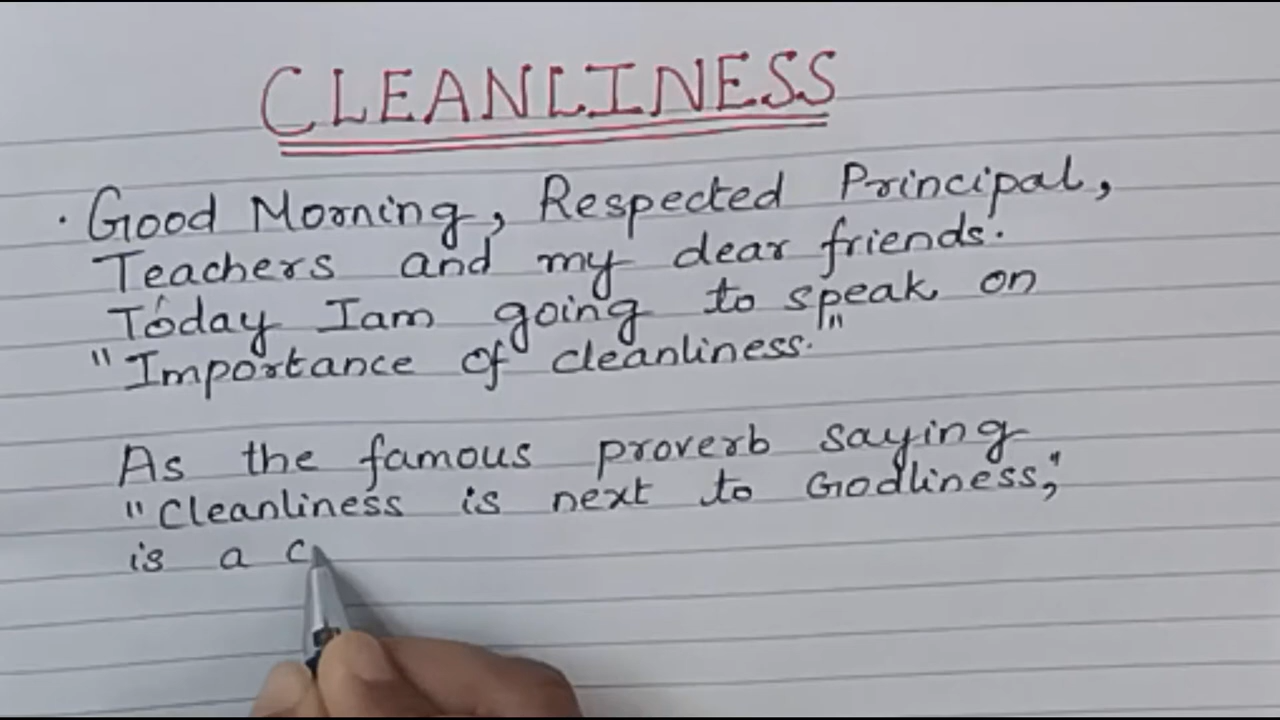 CLEANLINESS
· Good Morning, Respected Principal,
Teachers and my dear friends.
Today I am going to speak on
"Importance of cleanliness."
As the famous proverb saying
"Cleanliness is next to Godliness,"
is a c